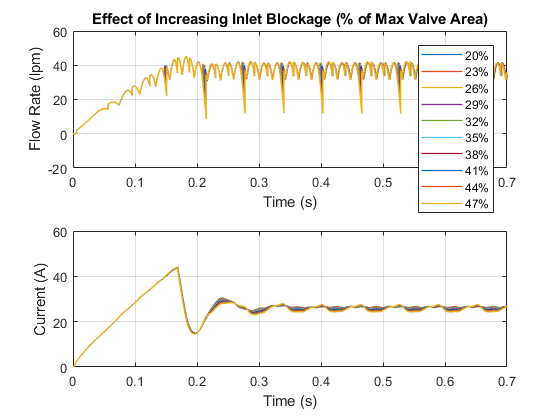 Effect of Increasing Inlet Blockage (% of Max Valve Area)
Flow Rate (lpm)
60
40
20
0
-20
0 0.1 0.2 0.3 0.4 0.5 0.6 0.7
Time (s)
20%
23%
26%
29%
32%
35%
38%
41%
44%
47%
Current (A)
60
40
20
0
0 0.1 0.2 0.3 0.4 0.5 0.6 0.7
Time (s)